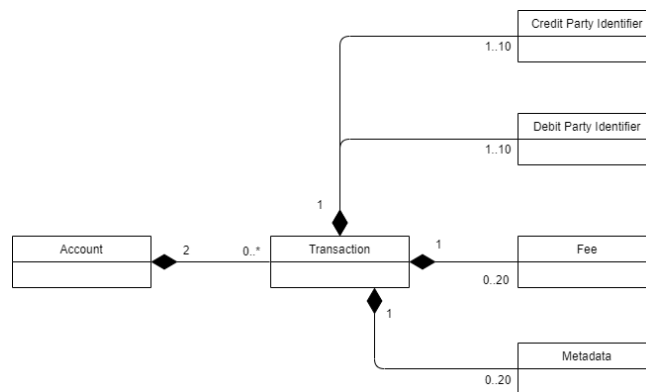 Credit Party Identifier
1..10
Debit Party Identifier
1..10
1
Account
2
0..*
Transaction
1
Fee
0..20
1
Metadata
0..20